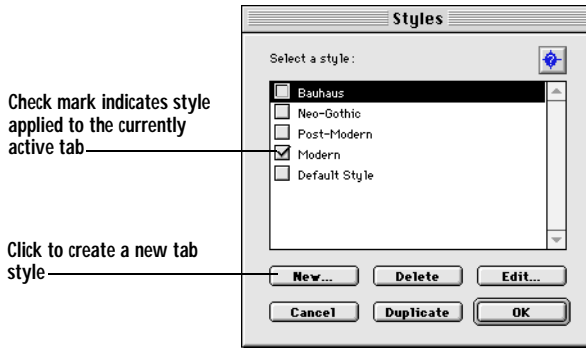 Styles
Select a style:
Bauhaus
Neo-Gothic
Post-Modern
Modern
Default Style
Check mark indicates style
applied to the currently
active tab
Click to create a new tab
style
New... Delete Edit...
Cancel Duplicate OK